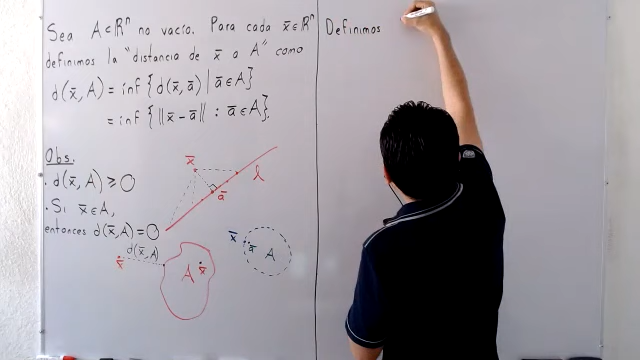 Sea A⊂ℝⁿ no vacío. Para cada x̄∈ℝⁿ
definimos la "distancia de x̄ a A" como
d(x̄,A) = inf{d(x̄,ā) | ā∈A}
= inf{‖x̄-ā‖ : ā∈A}.
Obs.
· d(x̄,A) ⩾ 0
· Si x̄∈A,
entonces d(x̄,A)=0
x̄
ā
l
x̄
d(x̄,A)
A
x̄
x̄
ā
A
Definimos